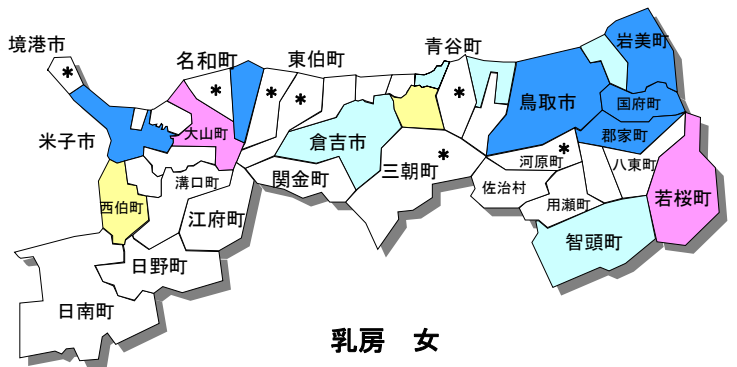 境港市
*
名和町
*
東伯町
*
*
青谷町
*
岩美町
鳥取市
国府町
米子市
大山町
倉吉市
郡家町
三朝町
*
河原町
*
八東町
溝口町
関金町
佐治村
若桜町
西伯町
江府町
用瀬町
智頭町
日野町
日南町
乳房 女